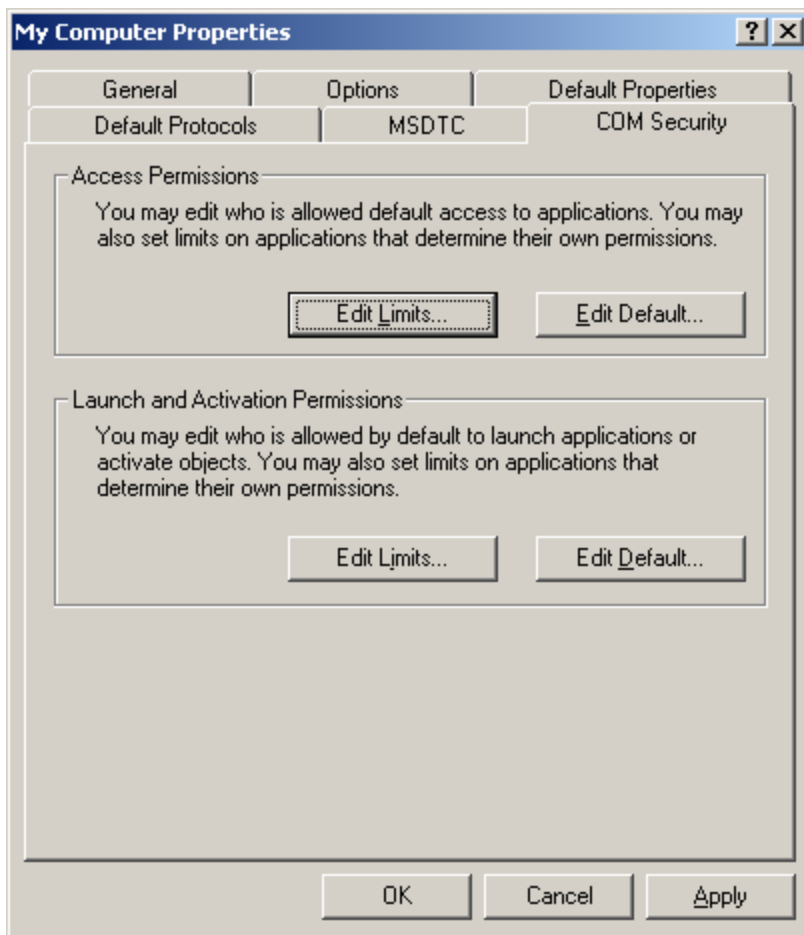 My Computer Properties
General Options Default Properties
Default Protocols MSDTC COM Security
Access Permissions
You may edit who is allowed default access to applications. You may
also set limits on applications that determine their own permissions.
Edit Limits... Edit Default...
Launch and Activation Permissions
You may edit who is allowed by default to launch applications or
activate objects. You may also set limits on applications that
determine their own permissions.
Edit Limits... Edit Default...
OK Cancel Apply